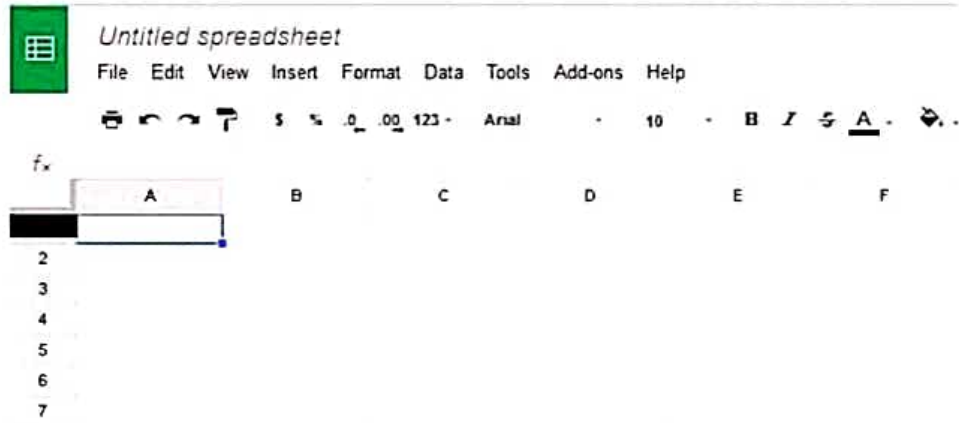 Untitled spreadsheet
File Edit View Insert Format Data Tools Add-ons Help
$ % .0_ .00 123 - Arial - 10 - B I S A - -
fx
A B C D E F
2
3
4
5
6
7